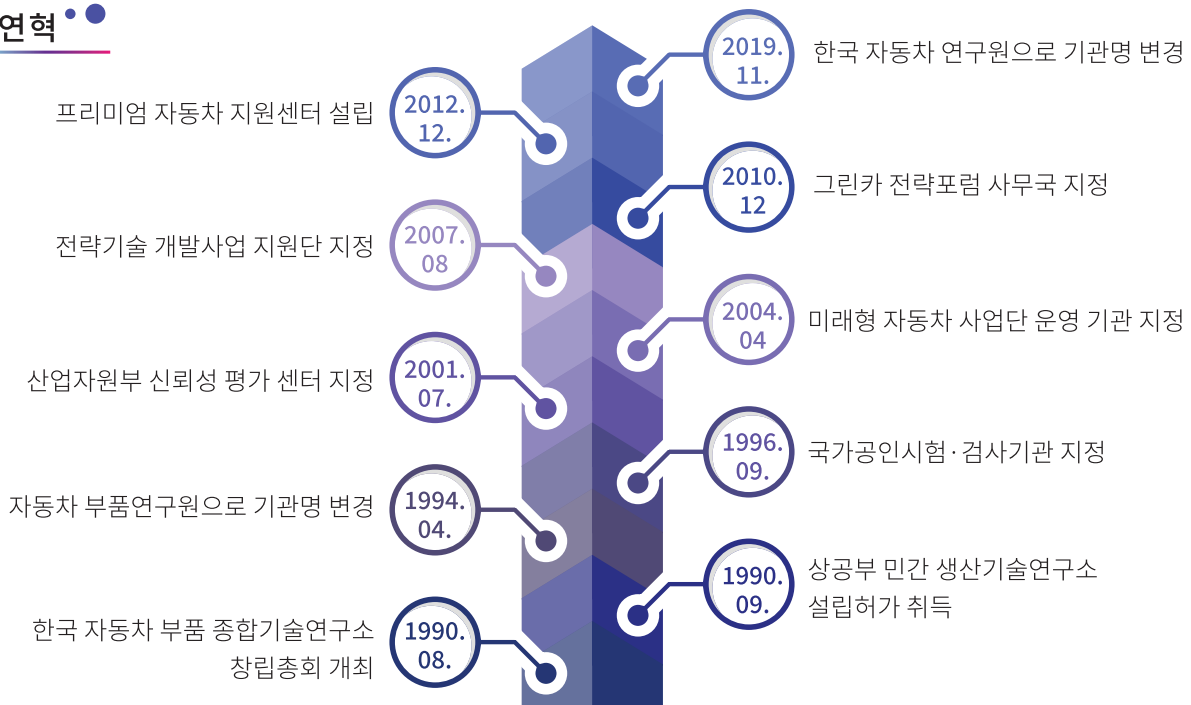 연혁
2019.
11.
한국 자동차 연구원으로 기관명 변경
프리미엄 자동차 지원센터 설립
2012.
12.
2010.
12
그린카 전략포럼 사무국 지정
전략기술 개발사업 지원단 지정
2007.
08
2004.
04
미래형 자동차 사업단 운영 기관 지정
산업자원부 신뢰성 평가 센터 지정
2001.
07.
1996.
09.
국가공인시험·검사기관 지정
자동차 부품연구원으로 기관명 변경
1994.
04.
1990.
09.
상공부 민간 생산기술연구소
설립허가 취득
한국 자동차 부품 종합기술연구소
창립총회 개최
1990.
08.